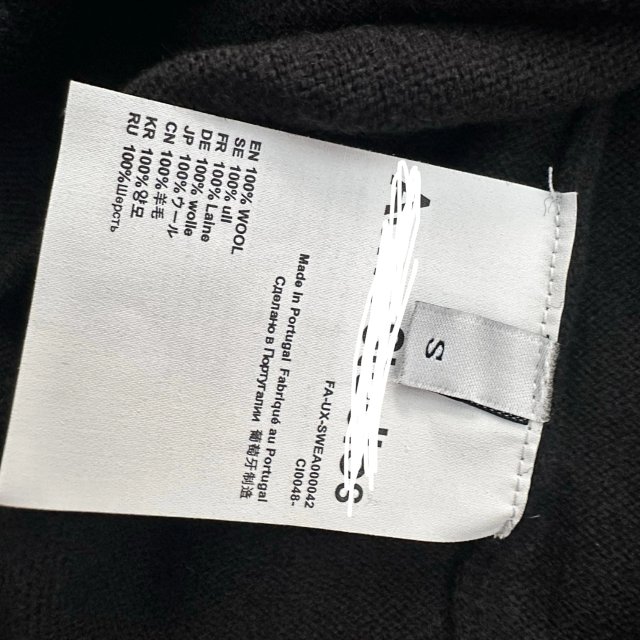 S
FA-UX-SWEA000042
CI0048-
Made in Portugal Fabriqué au Portugal
Сделано в Португалии 葡萄牙制造
EN 100% WOOL
SE 100% ull
FR 100% Laine
DE 100% wolle
JP 100% ウール
CN 100% 羊毛
KR 100% 양모
RU 100%Шерсть